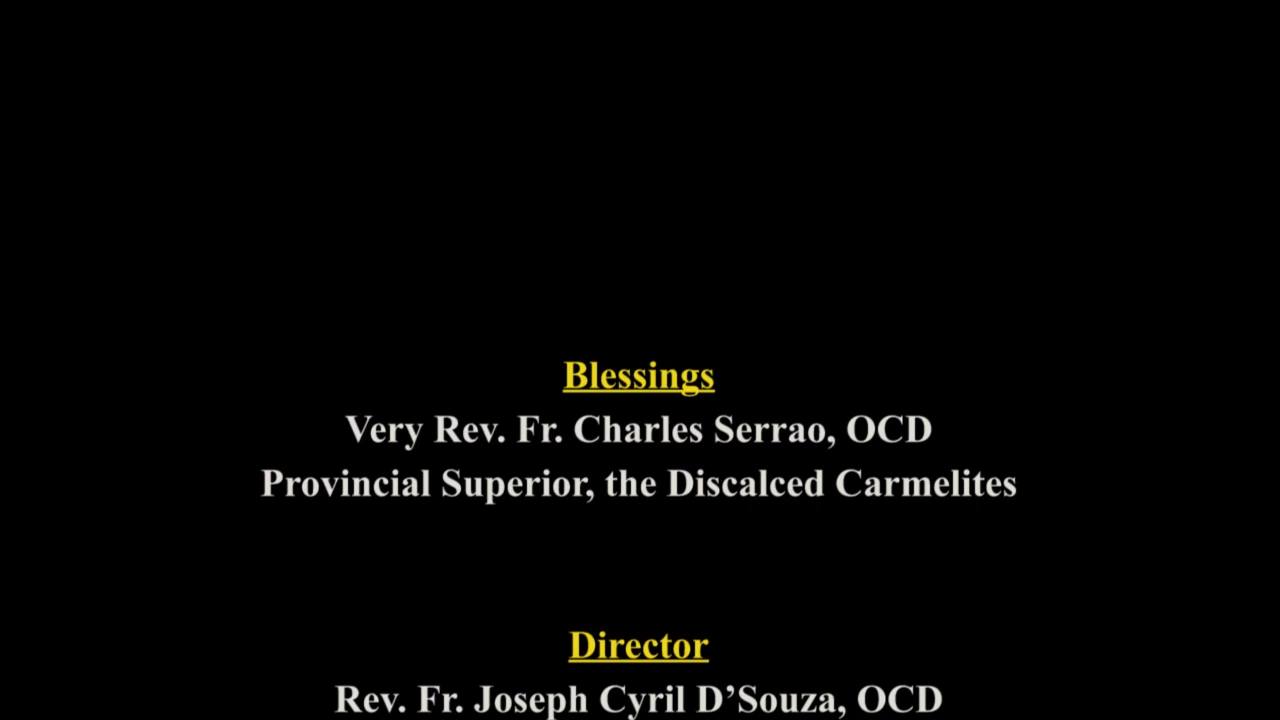 Blessings
Very Rev. Fr. Charles Serrao, OCD
Provincial Superior, the Discalced Carmelites
Director
Rev. Fr. Joseph Cyril D’Souza, OCD